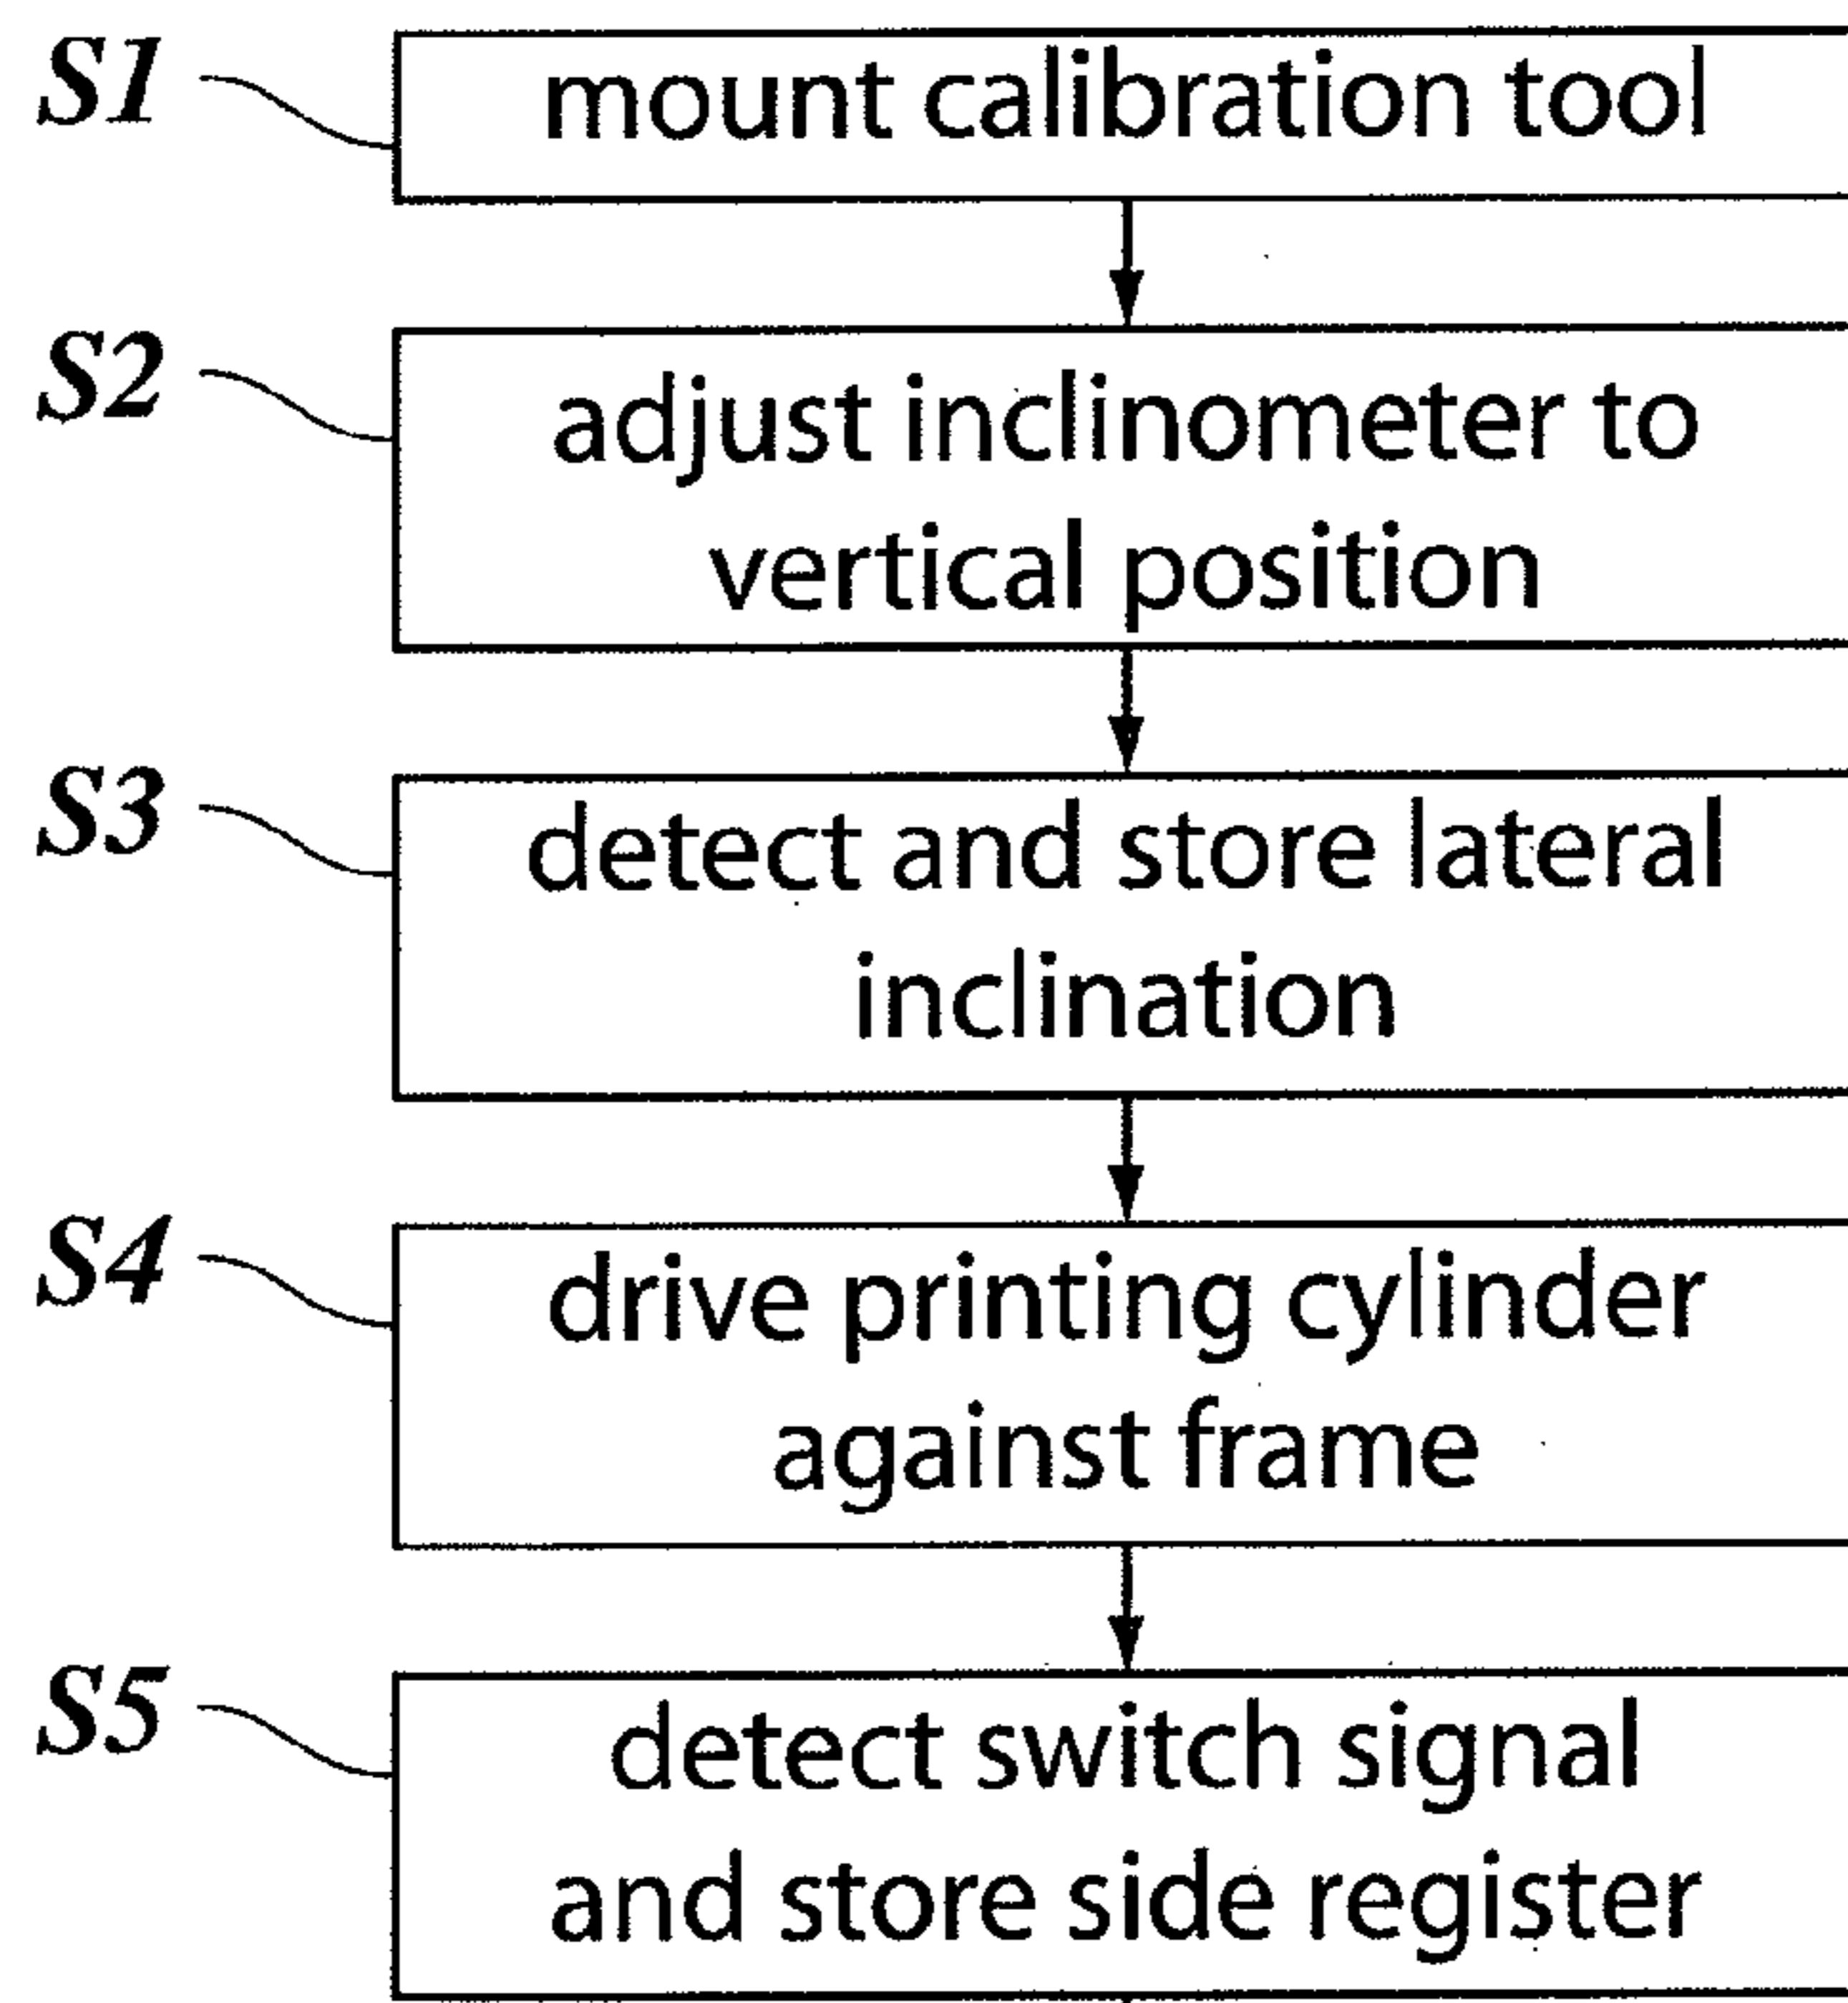 S1
mount calibration tool
S2
adjust inclinometer to
vertical position
S3
detect and store lateral
inclination
S4
drive printing cylinder
against frame
S5
detect switch signal
and store side register